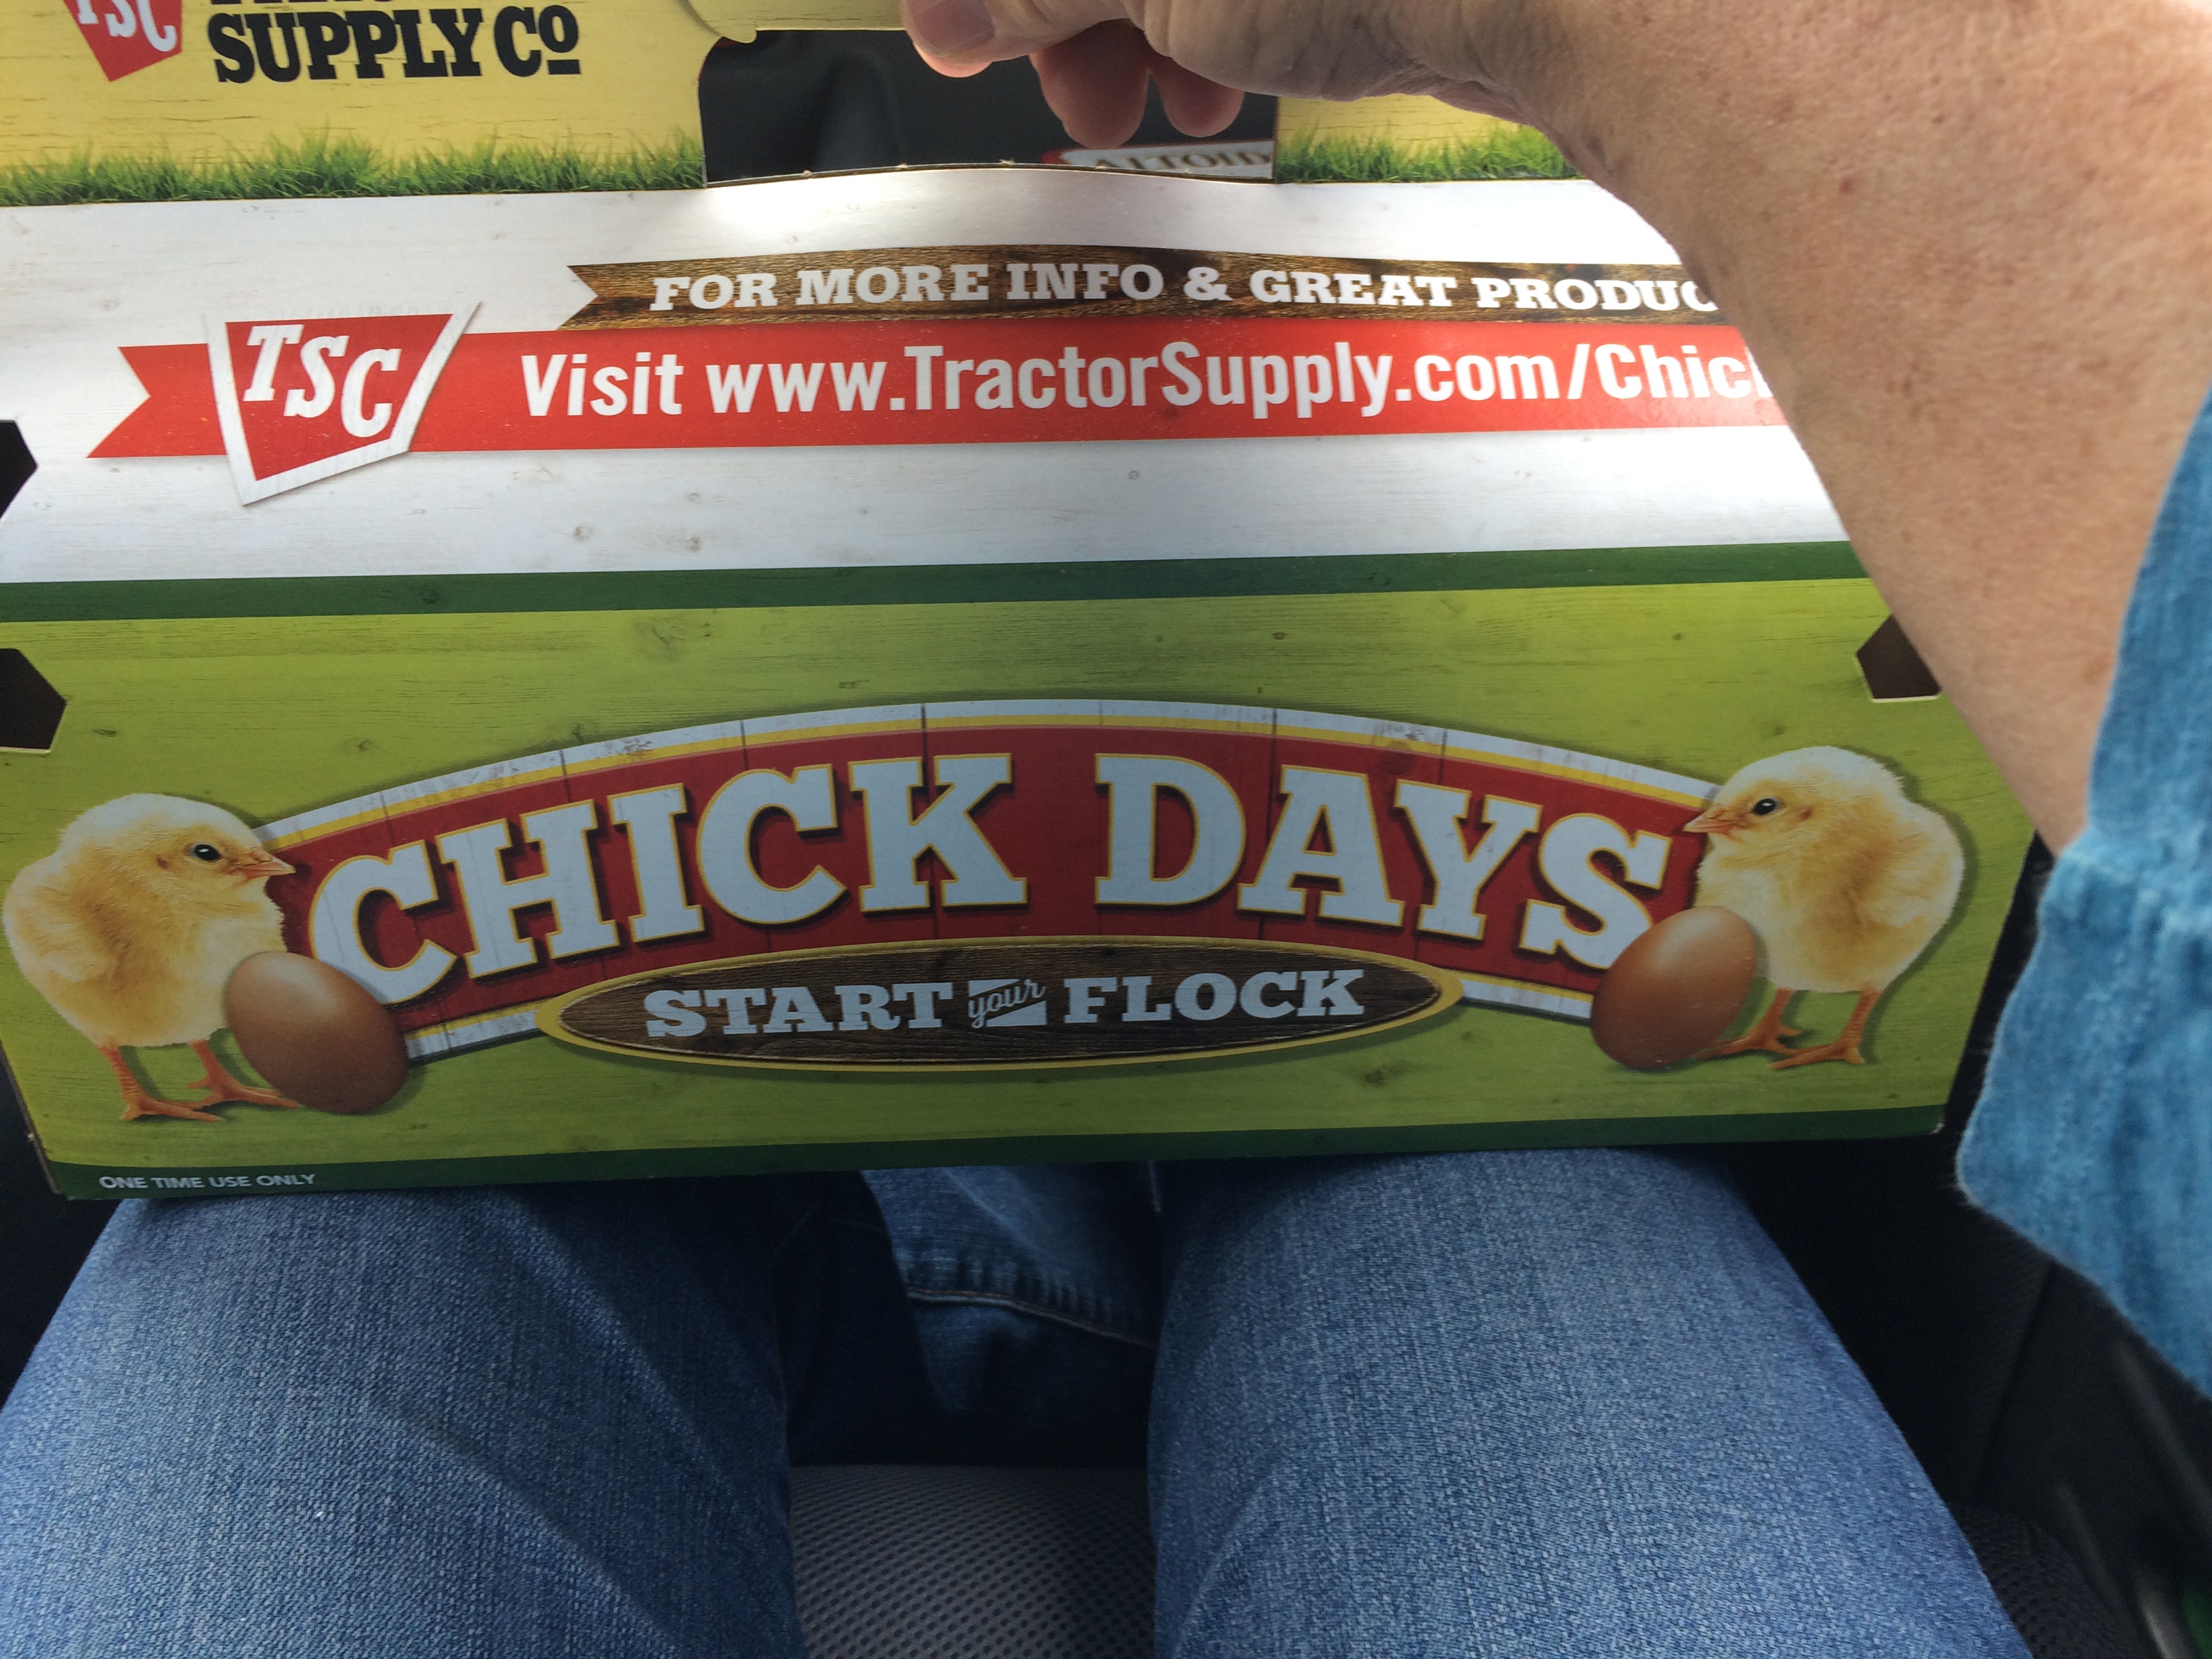 TSC
SUPPLY CO
ALTOID
FOR MORE INFO & GREAT PRODUC
TSC
Visit www.TractorSupply.com/Chic
CHICK DAYS
START your FLOCK
ONE TIME USE ONLY